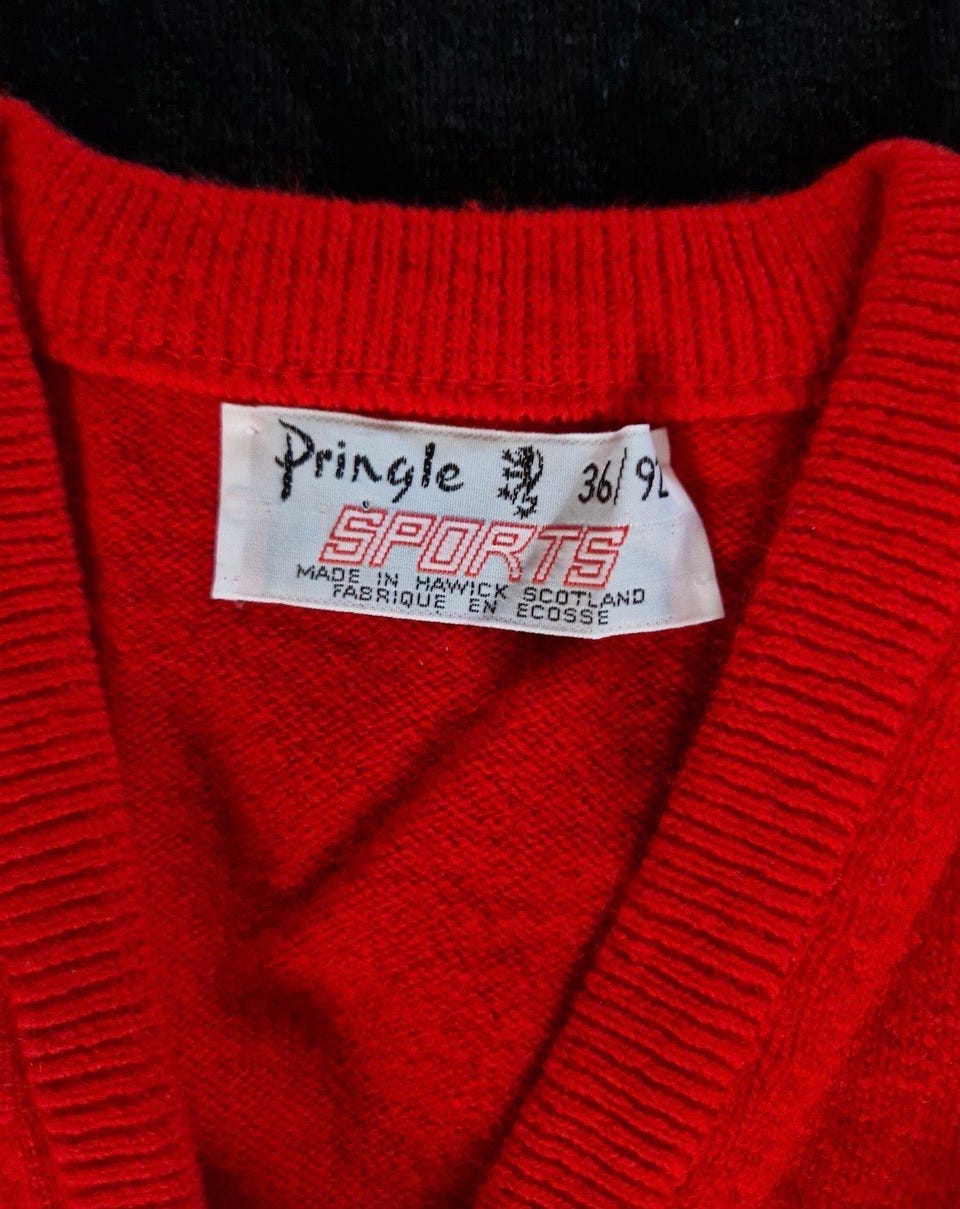 Pringle 36/92
SPORTS
MADE IN HAWICK SCOTLAND
FABRIQUE EN ECOSSE